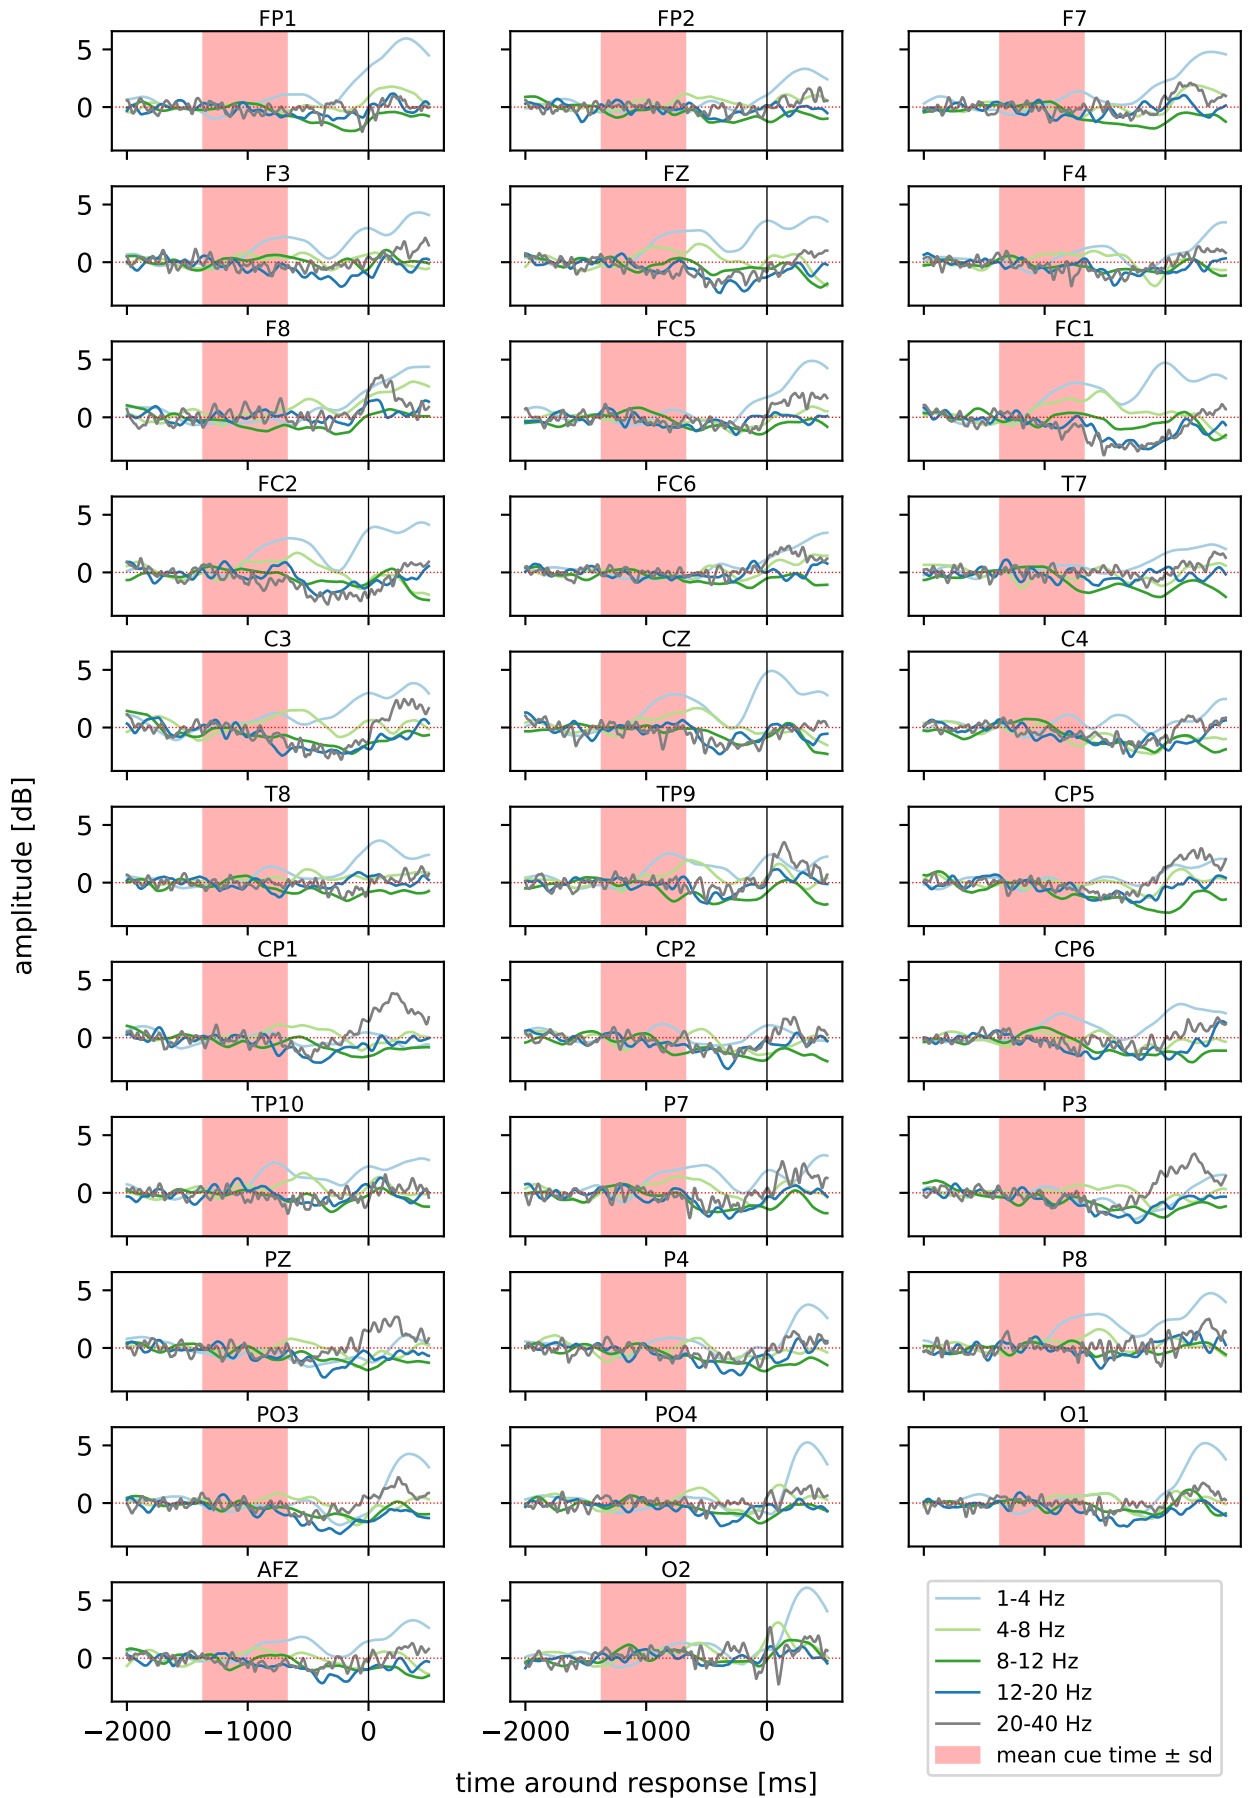 FP1 FP2 F7
5
0
F3 FZ F4
5
0
F8 FC5 FC1
5
0
FC2 FC6 T7
5
0
C3 CZ C4
5
0
T8 TP9 CP5
5
0
CP1 CP2 CP6
5
0
TP10 P7 P3
5
0
PZ P4 P8
5
0
PO3 PO4 O1
5
0
AFZ O2
5
0
−2000 −1000 0 −2000 −1000 0
amplitude [dB]
time around response [ms]
1-4 Hz
4-8 Hz
8-12 Hz
12-20 Hz
20-40 Hz
mean cue time ± sd